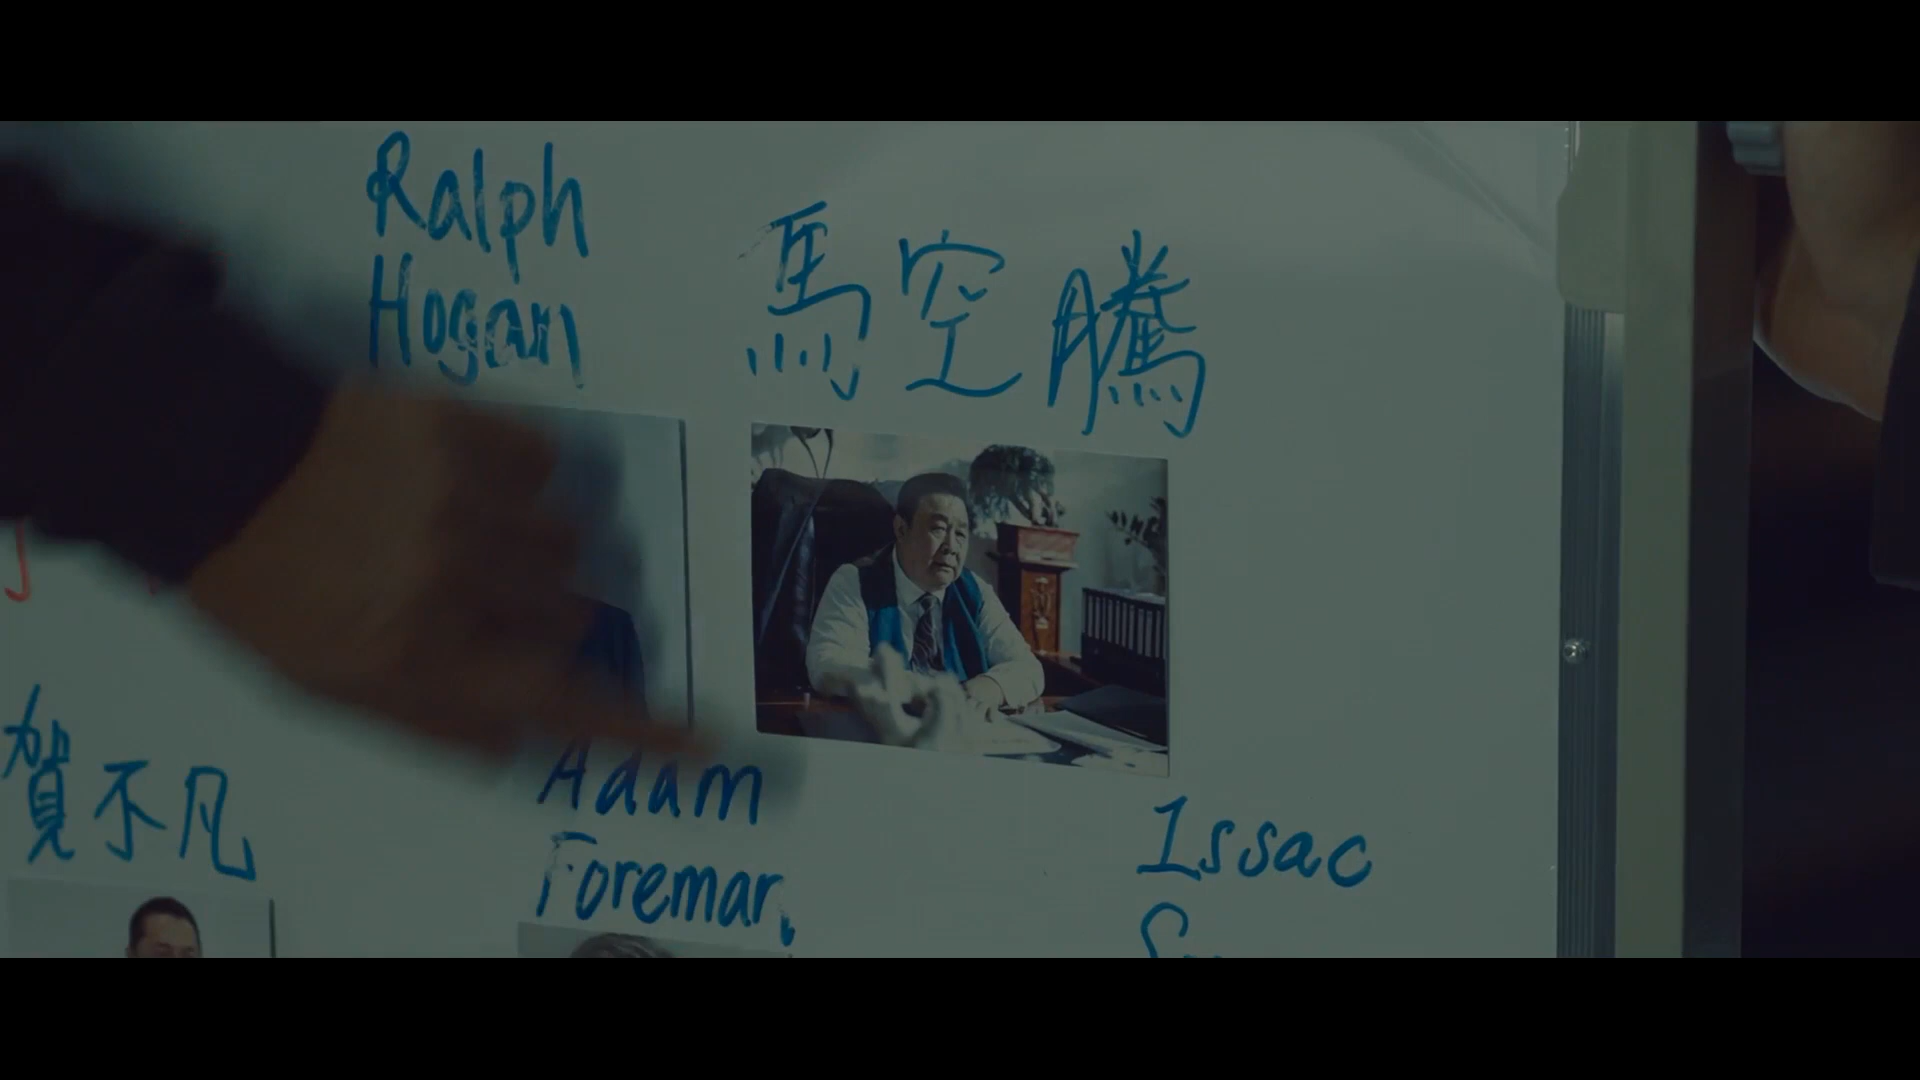 Ralph
Hogan
馬空騰
賀不凡
Adam
Foreman
Issac